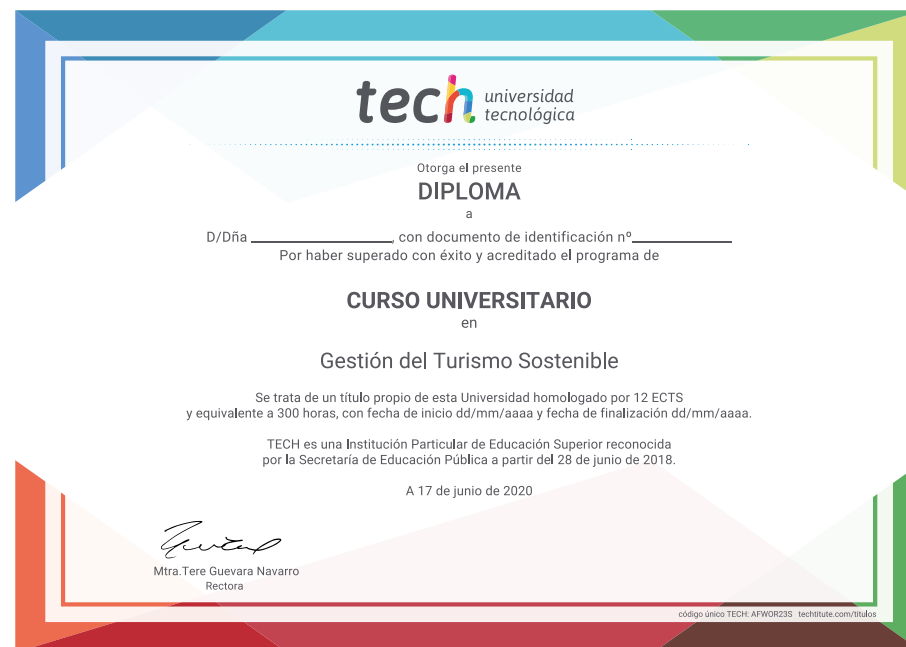 tech universidad
tecnológica
Otorga el presente
DIPLOMA
a
D/Dña ____________________, con documento de identificación nº______________
Por haber superado con éxito y acreditado el programa de
CURSO UNIVERSITARIO
en
Gestión del Turismo Sostenible
Se trata de un título propio de esta Universidad homologado por 12 ECTS
y equivalente a 300 horas, con fecha de inicio dd/mm/aaaa y fecha de finalización dd/mm/aaaa.
TECH es una Institución Particular de Educación Superior reconocida
por la Secretaría de Educación Pública a partir del 28 de junio de 2018.
A 17 de junio de 2020
Mtra.Tere Guevara Navarro
Rectora
código único TECH: AFWOR23S techtitute.com/titulos